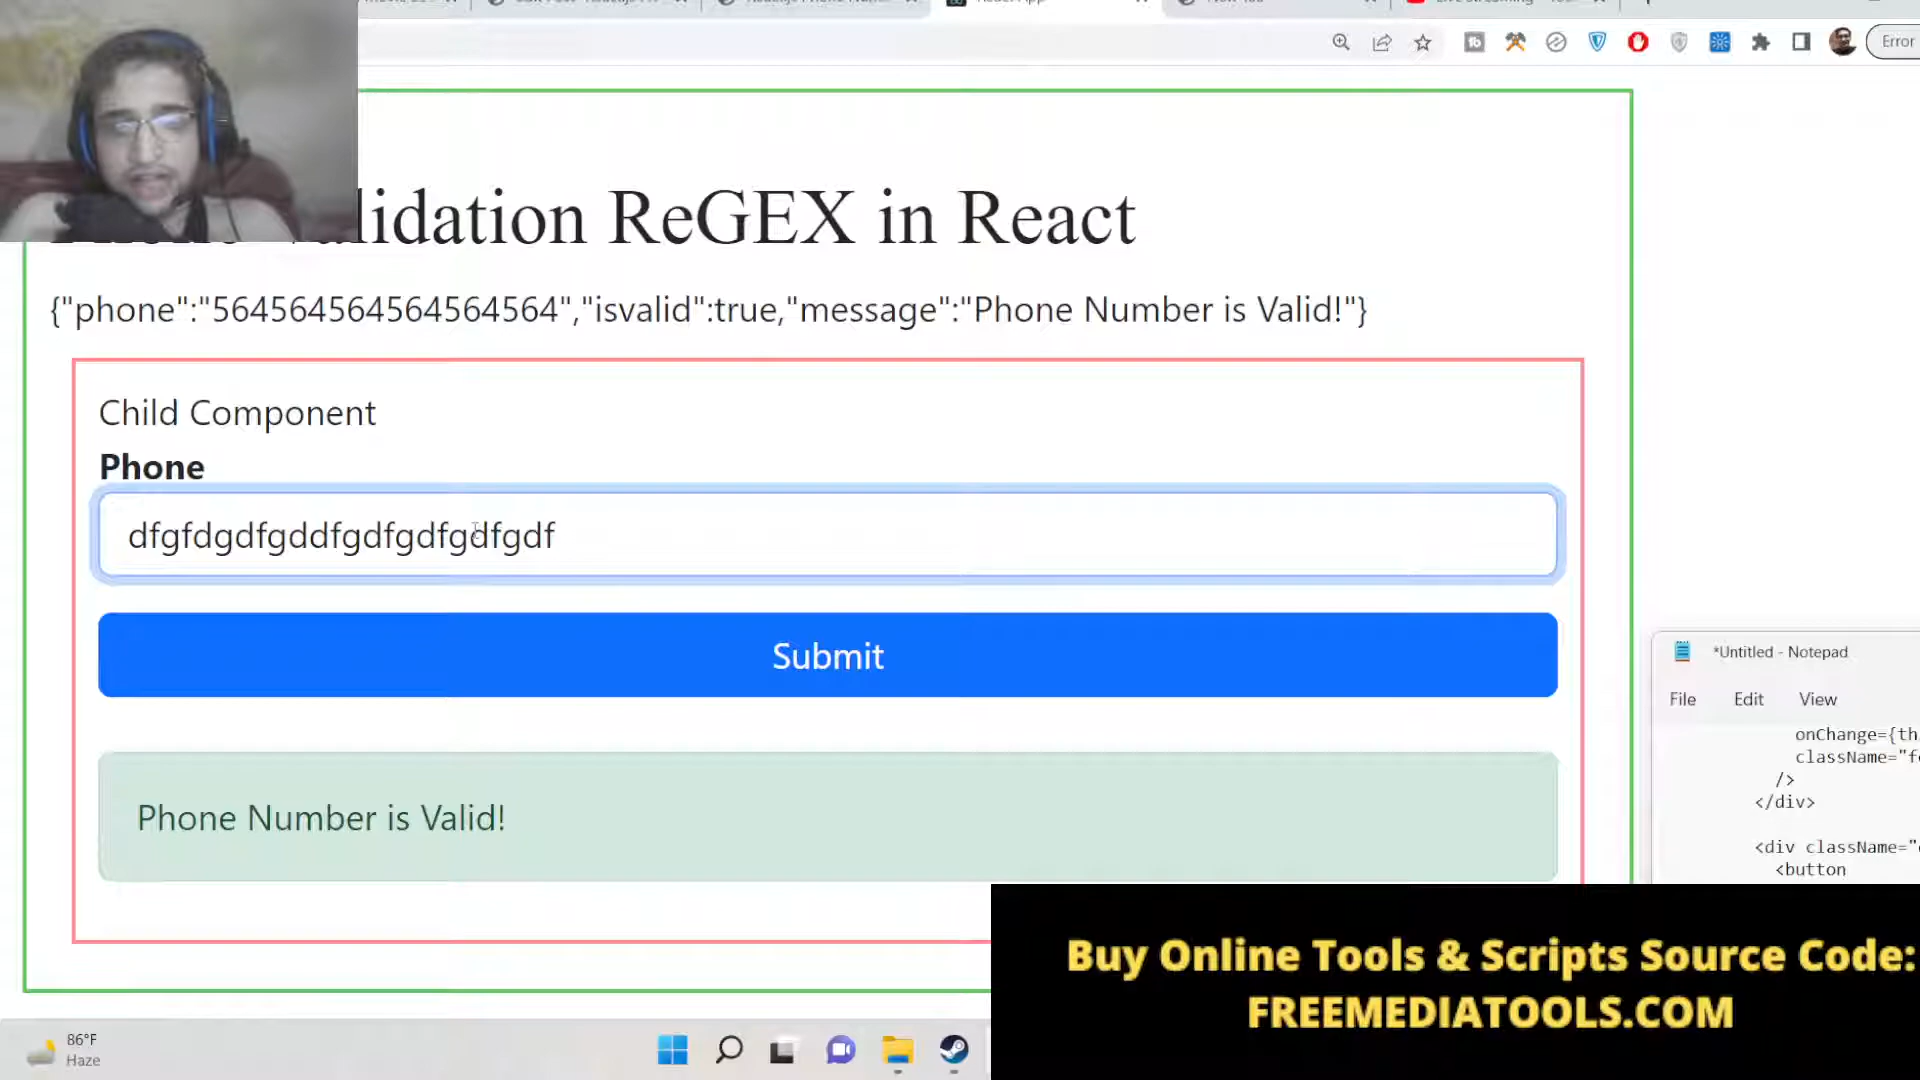 Error
lidation ReGEX in React
{"phone":"564564564564564564","isvalid":true,"message":"Phone Number is Valid!"}
Child Component
Phone
dfgfdgdfgddfgdfgdfgdfgdf
Submit
Phone Number is Valid!
*Untitled - Notepad
File Edit View
onChange={th
className="f
/>
</div>
<div className="
<button
Buy Online Tools & Scripts Source Code:
FREEMEDIATOOLS.COM
86°F
Haze